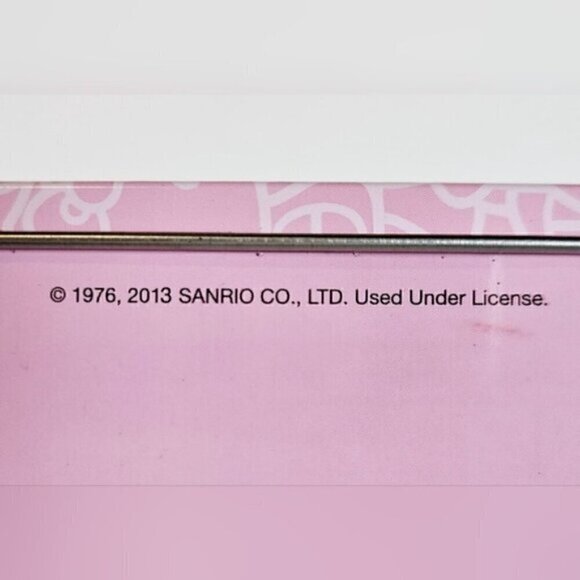 © 1976, 2013 SANRIO CO., LTD. Used Under License.